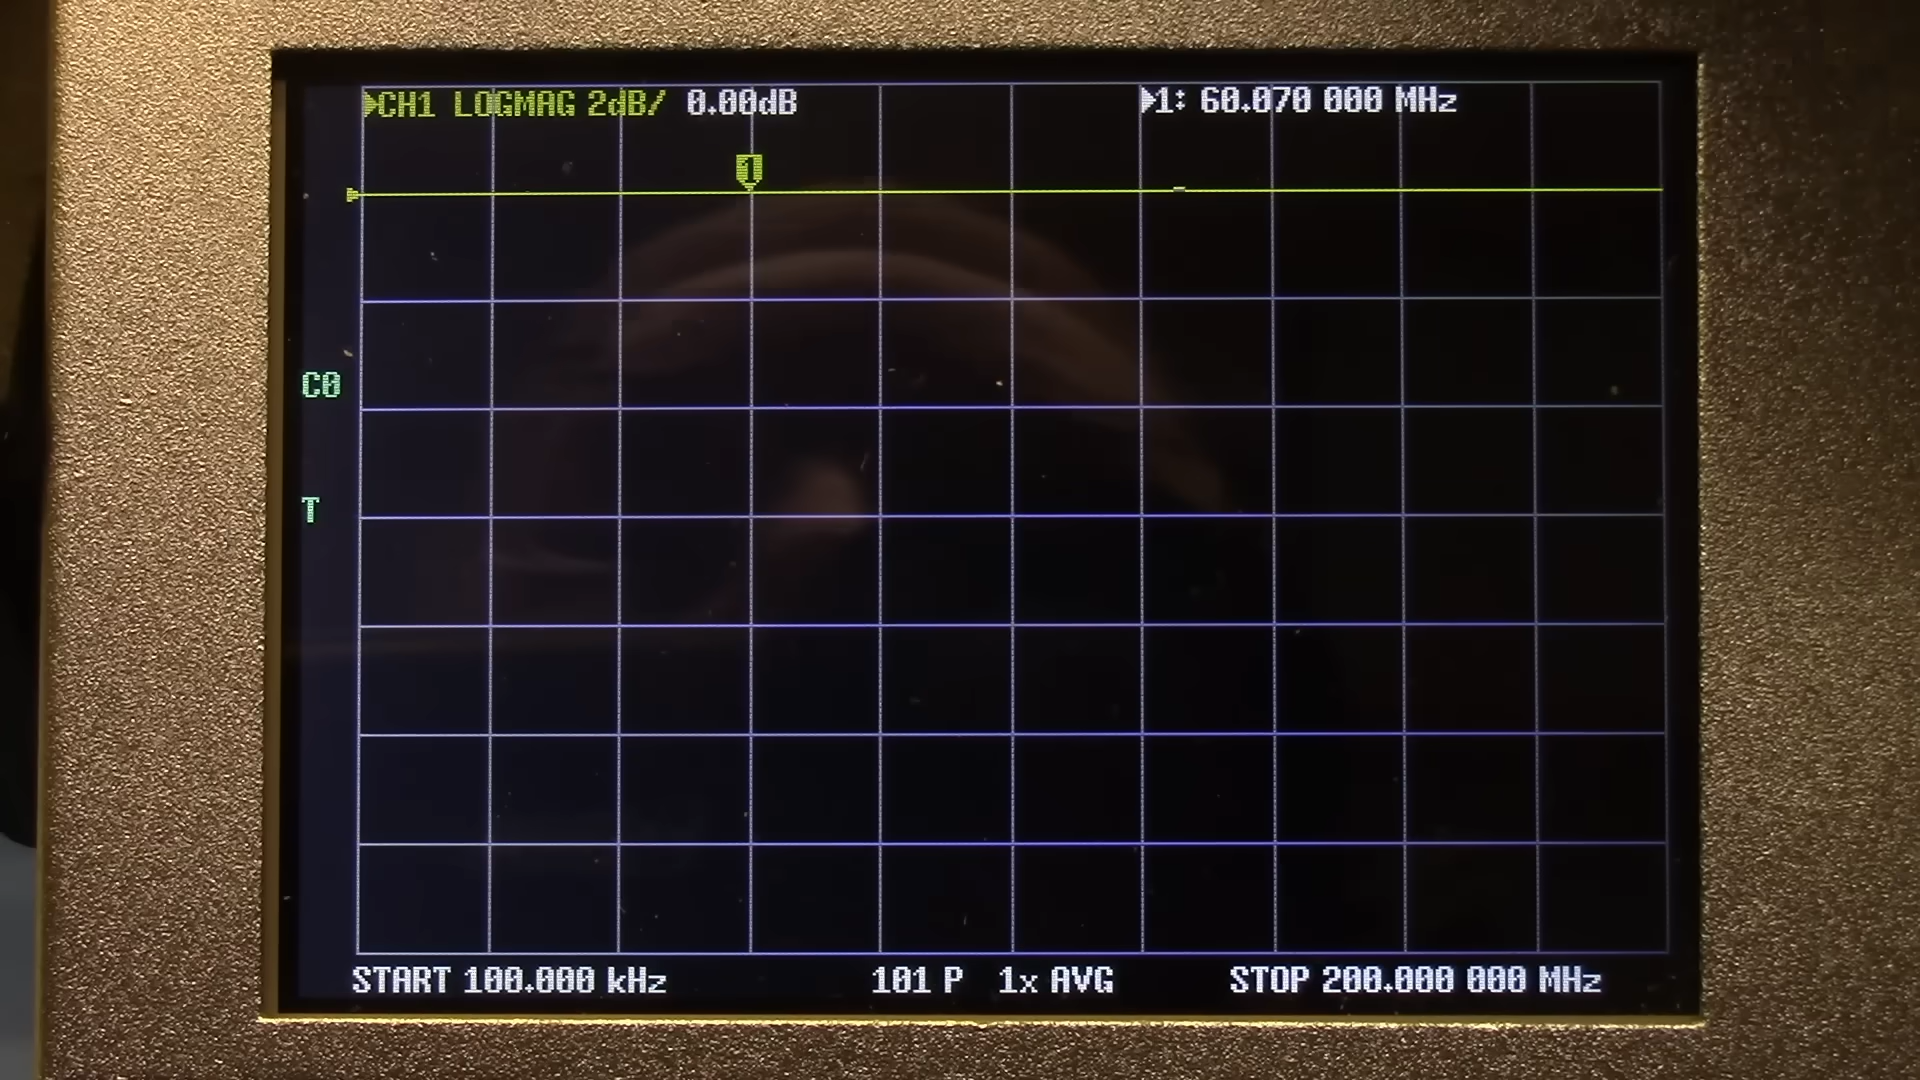 CH1 LOGMAG 2dB/ 0.00dB
1: 60.070 000 MHz
1
C0
T
START 100.000 kHz 101 P 1x AVG STOP 200.000 000 MHz